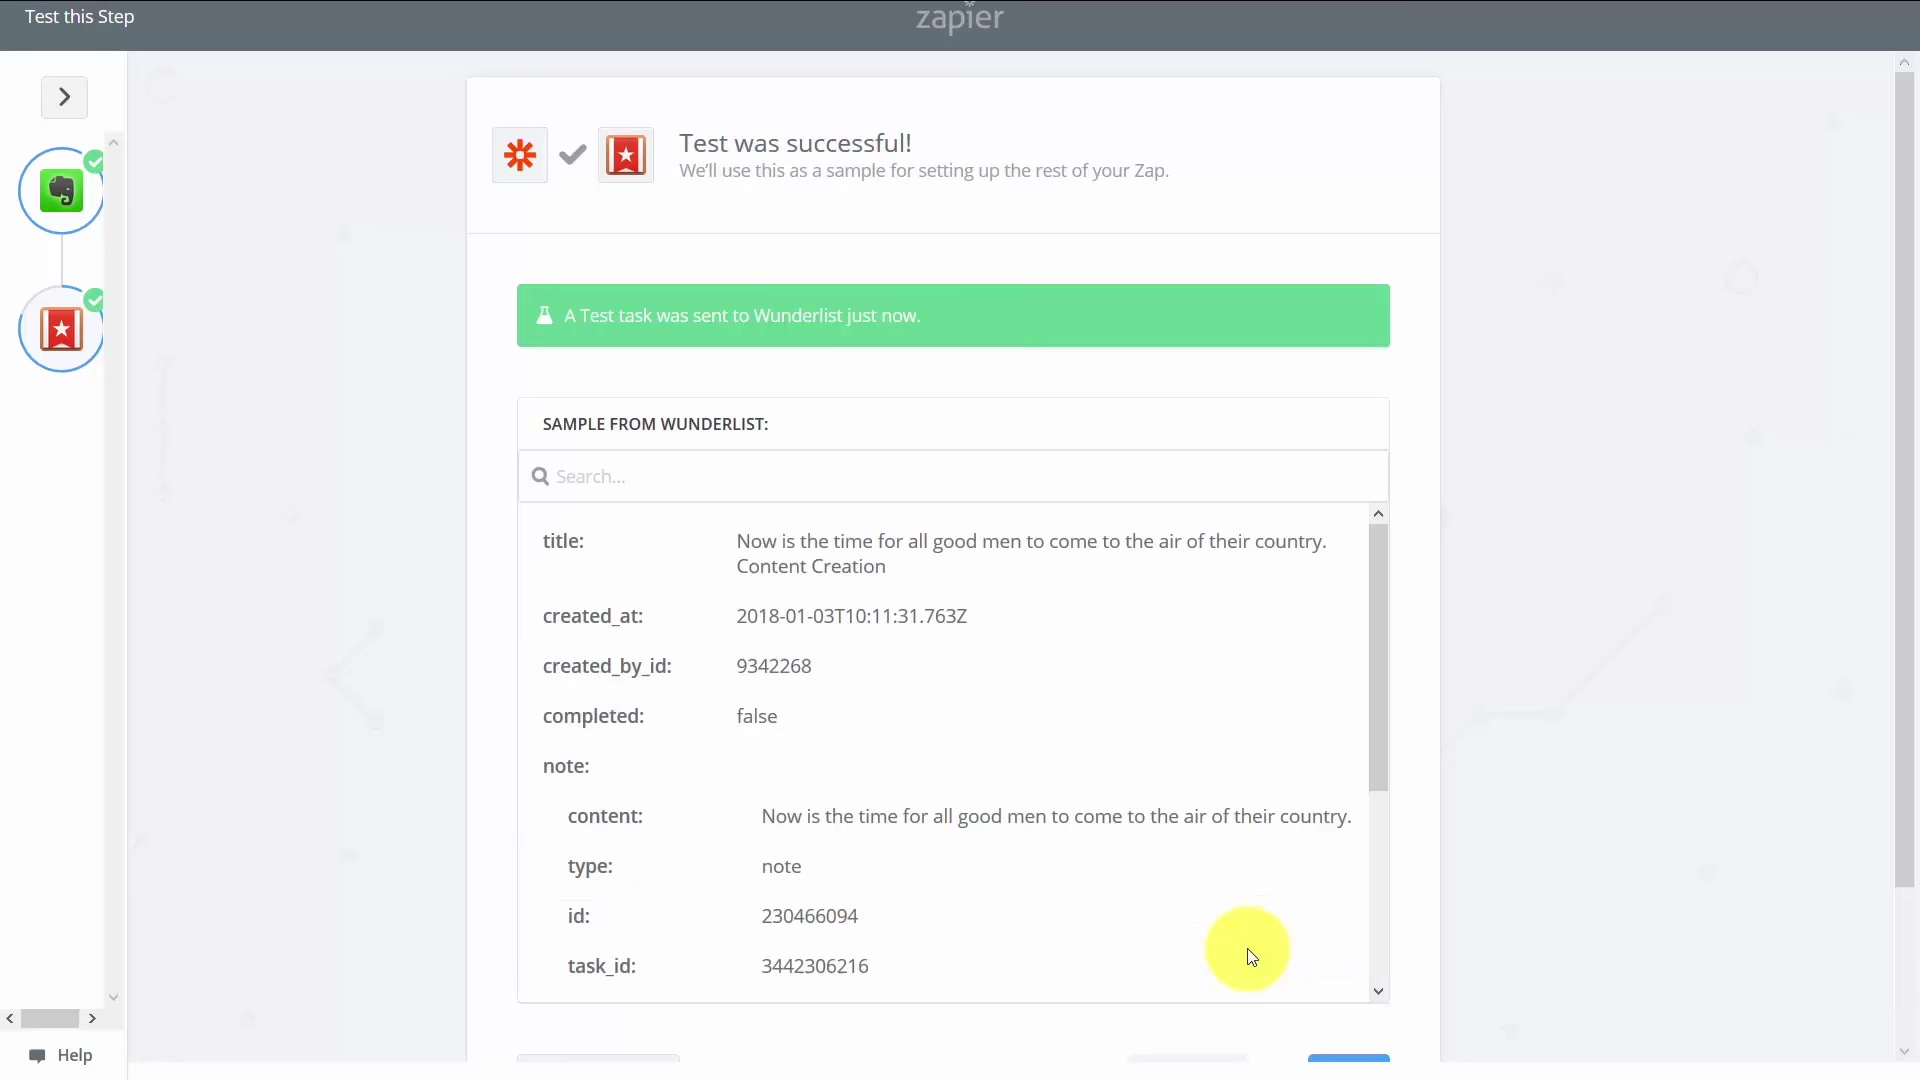 Test this Step
zapier
Test was successful!
We'll use this as a sample for setting up the rest of your Zap.
A Test task was sent to Wunderlist just now.
SAMPLE FROM WUNDERLIST:
Search...
title: Now is the time for all good men to come to the air of their country.
Content Creation
created_at: 2018-01-03T10:11:31.763Z
created_by_id: 9342268
completed: false
note:
content: Now is the time for all good men to come to the air of their country.
type: note
id: 230466094
task_id: 3442306216
Help